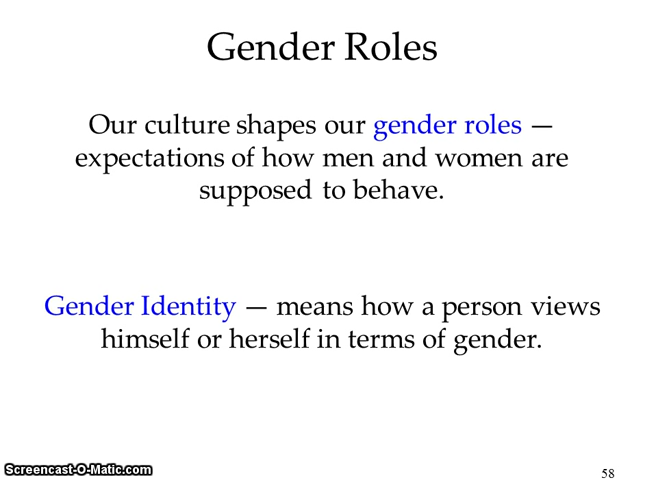 Gender Roles
Our culture shapes our gender roles —
expectations of how men and women are
supposed to behave.
Gender Identity — means how a person views
himself or herself in terms of gender.
Screencast-O-Matic.com
58